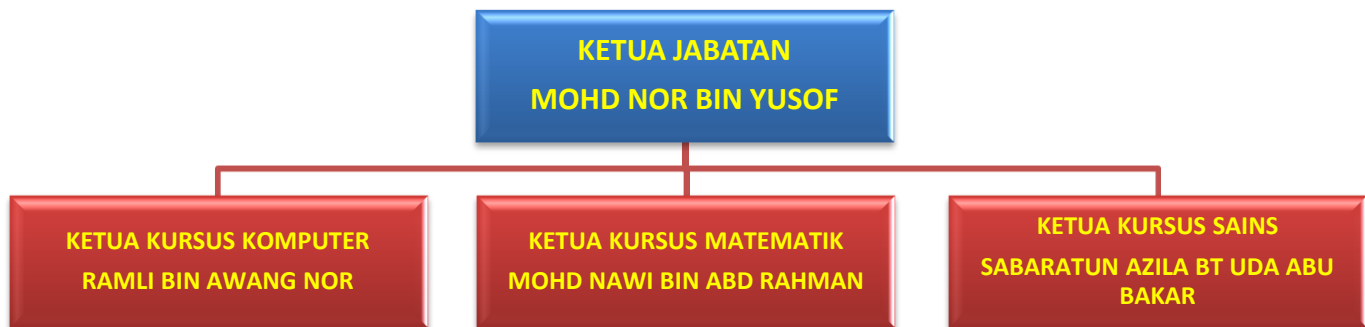 KETUA JABATAN
MOHD NOR BIN YUSOF
KETUA KURSUS KOMPUTER
RAMLI BIN AWANG NOR
KETUA KURSUS MATEMATIK
MOHD NAWI BIN ABD RAHMAN
KETUA KURSUS SAINS
SABARATUN AZILA BT UDA ABU
BAKAR